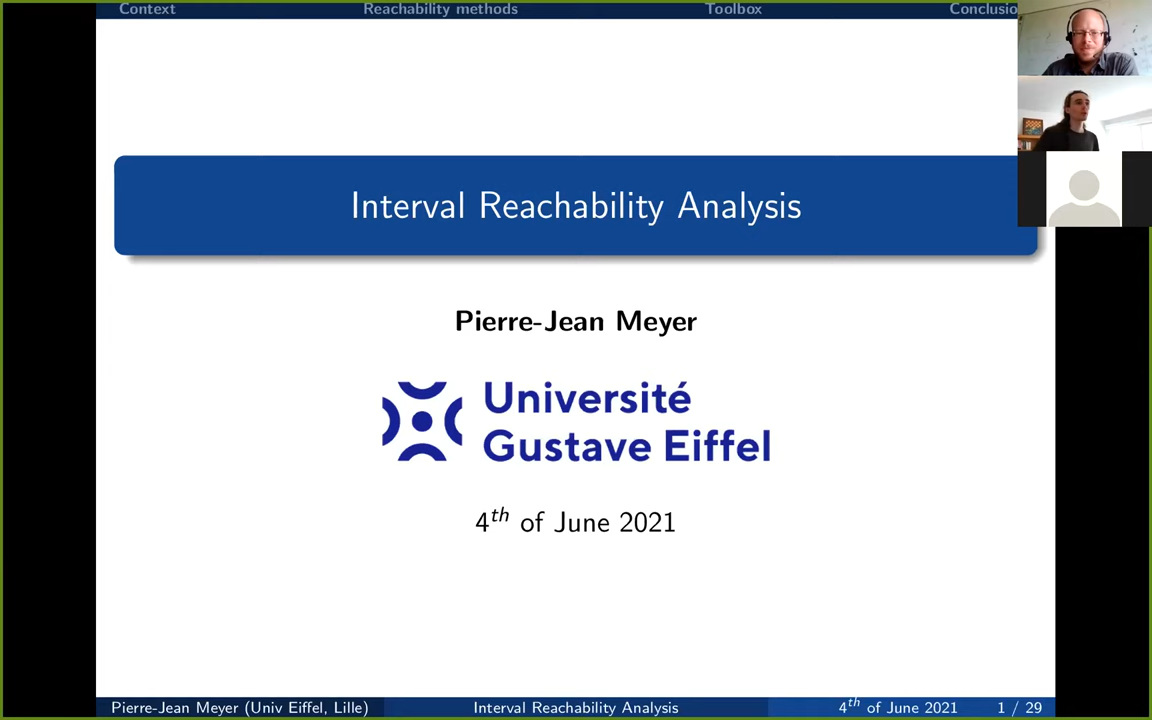 Context Reachability methods Toolbox Conclusio
Interval Reachability Analysis
Pierre-Jean Meyer
Université
Gustave Eiffel
4th of June 2021
Pierre-Jean Meyer (Univ Eiffel, Lille) Interval Reachability Analysis 4th of June 2021 1 / 29